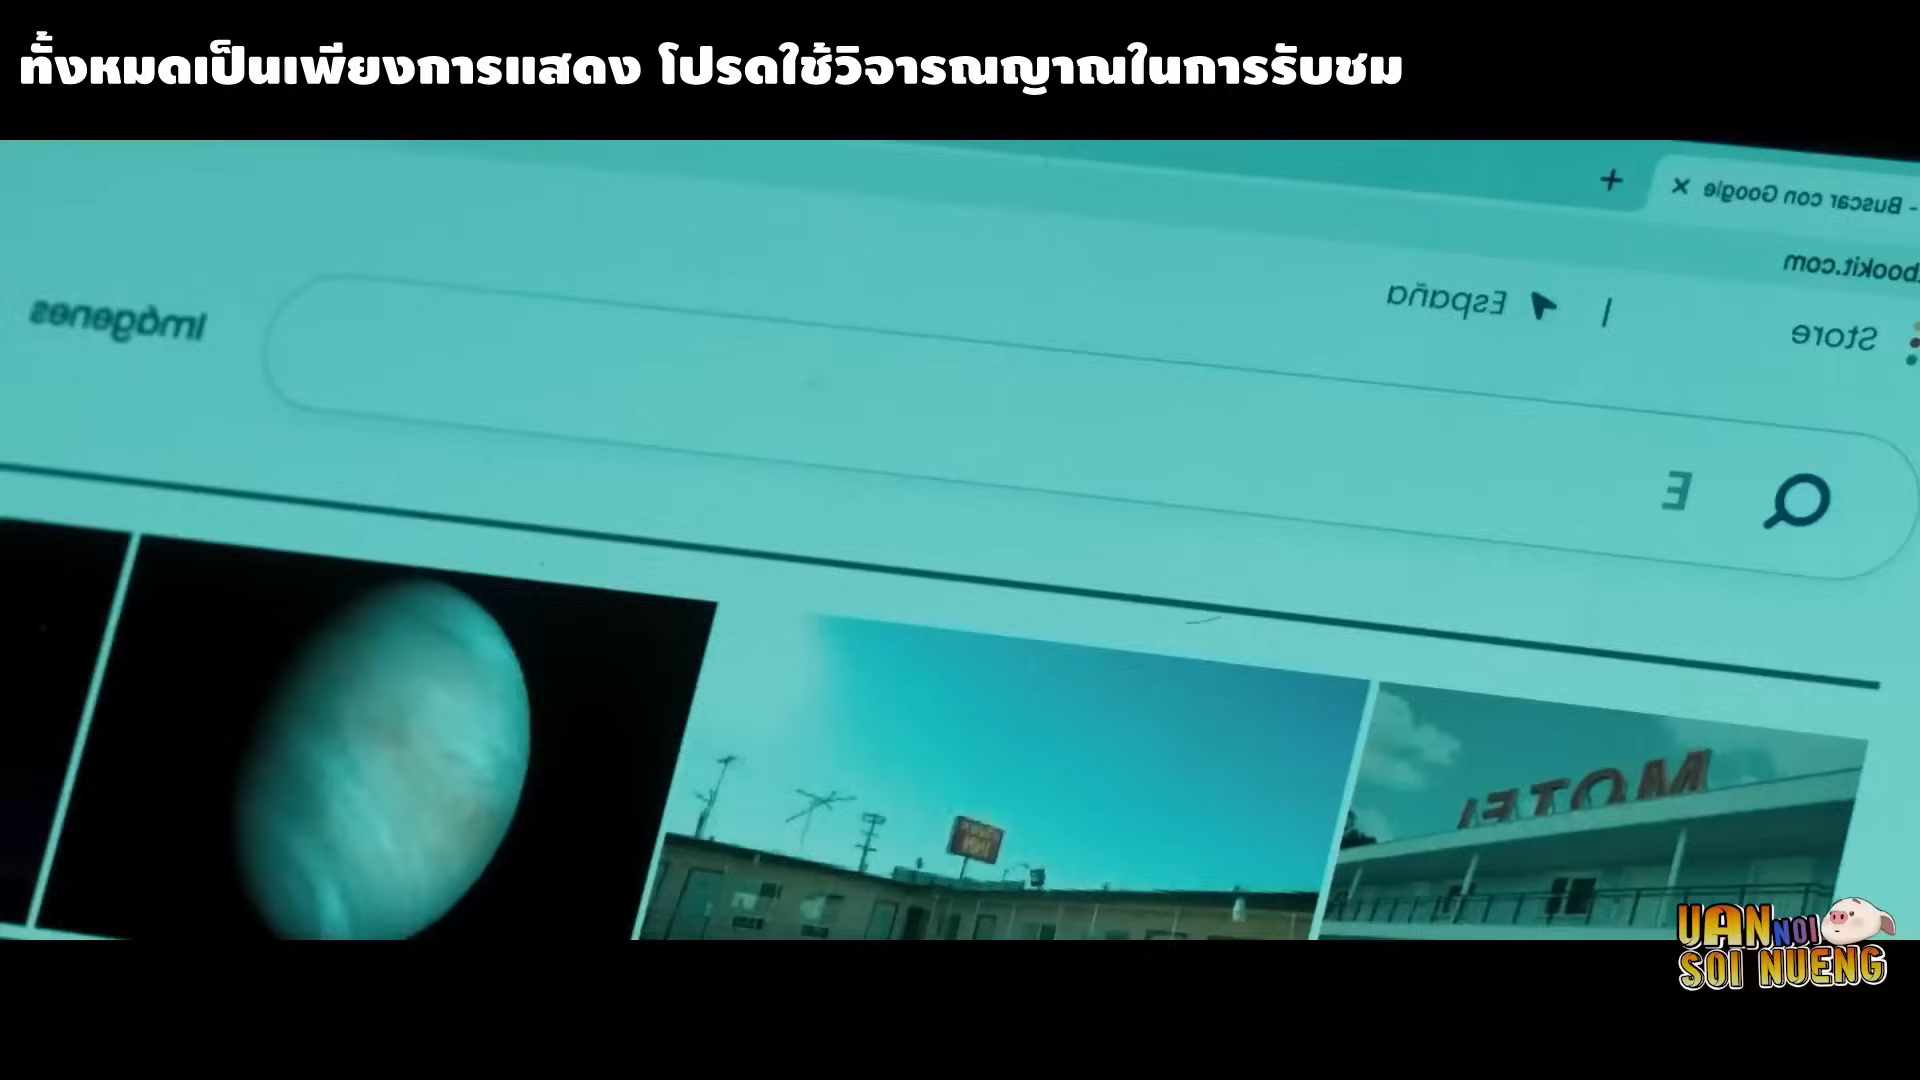 ทั้งหมดเป็นเพียงการแสดง โปรดใช้วิจารณญาณในการรับชม
- Buscar con Google
bookit.com
Store
España
Imágenes
E
MOTEL
UAN NOI
SOI NUENG